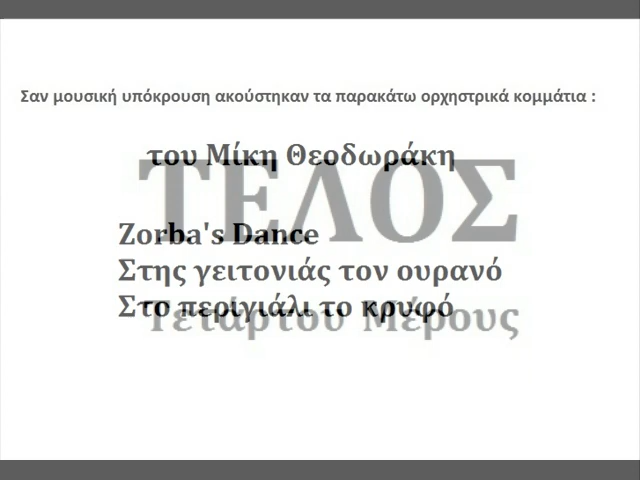 Σαν μουσική υπόκρουση ακούστηκαν τα παρακάτω ορχηστρικά κομμάτια :
του Μίκη Θεοδωράκη
ΤΕΛΟΣ
Zorba's Dance
Στης γειτονιάς τον ουρανό
Στο περιγιάλι το κρυφό
Τετάρτου Μέρους